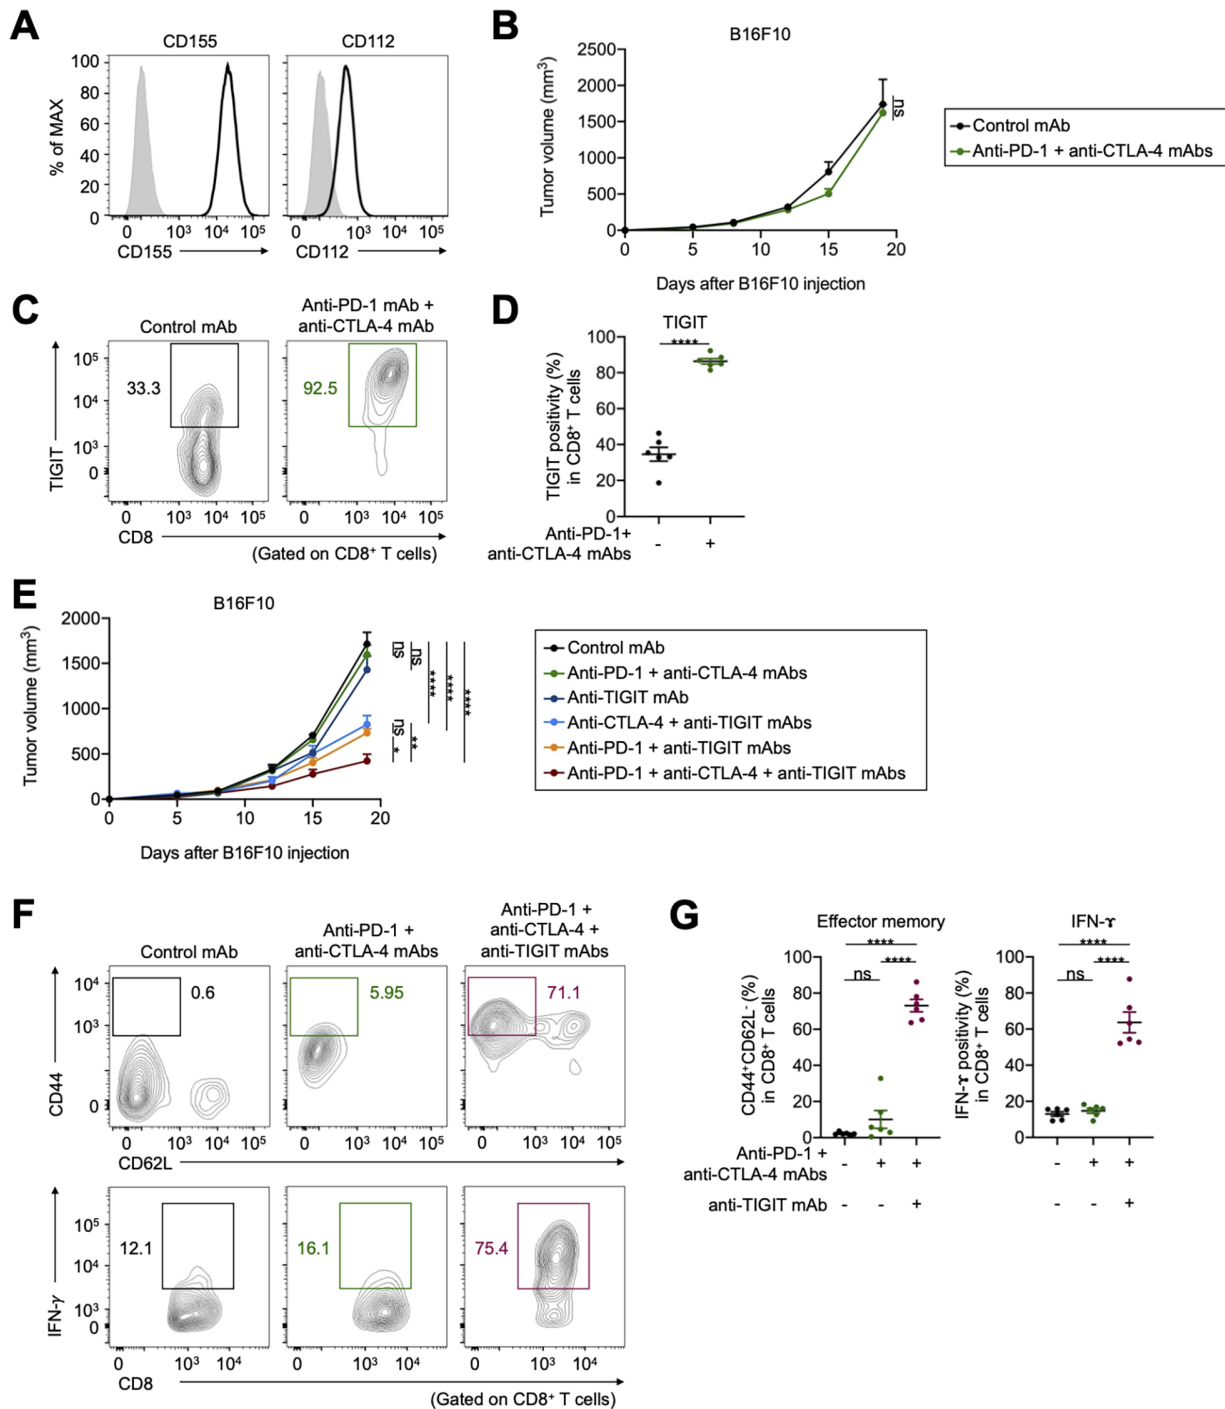 A
CD155
CD112
% of MAX
100
80
60
40
20
0
0 10³ 10⁴ 10⁵
0 10³ 10⁴ 10⁵
CD155
CD112
B
B16F10
Tumor volume (mm³)
2500
2000
1500
1000
500
0
ns
0 5 10 15 20
Days after B16F10 injection
Control mAb
Anti-PD-1 + anti-CTLA-4 mAbs
C
Control mAb
Anti-PD-1 mAb +
anti-CTLA-4 mAb
TIGIT
10⁵
10⁴
10³
0
33.3
92.5
0 10³ 10⁴ 10⁵
0 10³ 10⁴ 10⁵
CD8
(Gated on CD8⁺ T cells)
D
TIGIT
****
TIGIT positivity (%)
in CD8⁺ T cells
100
80
60
40
20
0
Anti-PD-1+
anti-CTLA-4 mAbs
- +
E
B16F10
Tumor volume (mm³)
2000
1500
1000
500
0
0 5 10 15 20
Days after B16F10 injection
ns
ns
****
****
****
ns
*
**
Control mAb
Anti-PD-1 + anti-CTLA-4 mAbs
Anti-TIGIT mAb
Anti-CTLA-4 + anti-TIGIT mAbs
Anti-PD-1 + anti-TIGIT mAbs
Anti-PD-1 + anti-CTLA-4 + anti-TIGIT mAbs
F
Control mAb
Anti-PD-1 +
anti-CTLA-4 mAbs
Anti-PD-1 +
anti-CTLA-4 +
anti-TIGIT mAbs
CD44
10⁴
10³
0
0.6
5.95
71.1
0 10³ 10⁴
0 10³ 10⁴
0 10³ 10⁴
CD62L
IFN-γ
10⁵
10⁴
10³
0
12.1
16.1
75.4
0 10³ 10⁴
0 10³ 10⁴
0 10³ 10⁴
CD8
(Gated on CD8⁺ T cells)
G
Effector memory
****
****
ns
CD44⁺CD62L⁻ (%)
in CD8⁺ T cells
100
80
60
40
20
0
IFN-ɤ
****
****
ns
IFN-ɤ positivity (%)
in CD8⁺ T cells
100
80
60
40
20
0
Anti-PD-1 +
anti-CTLA-4 mAbs
- + +
- + +
anti-TIGIT mAb
- - +
- - +